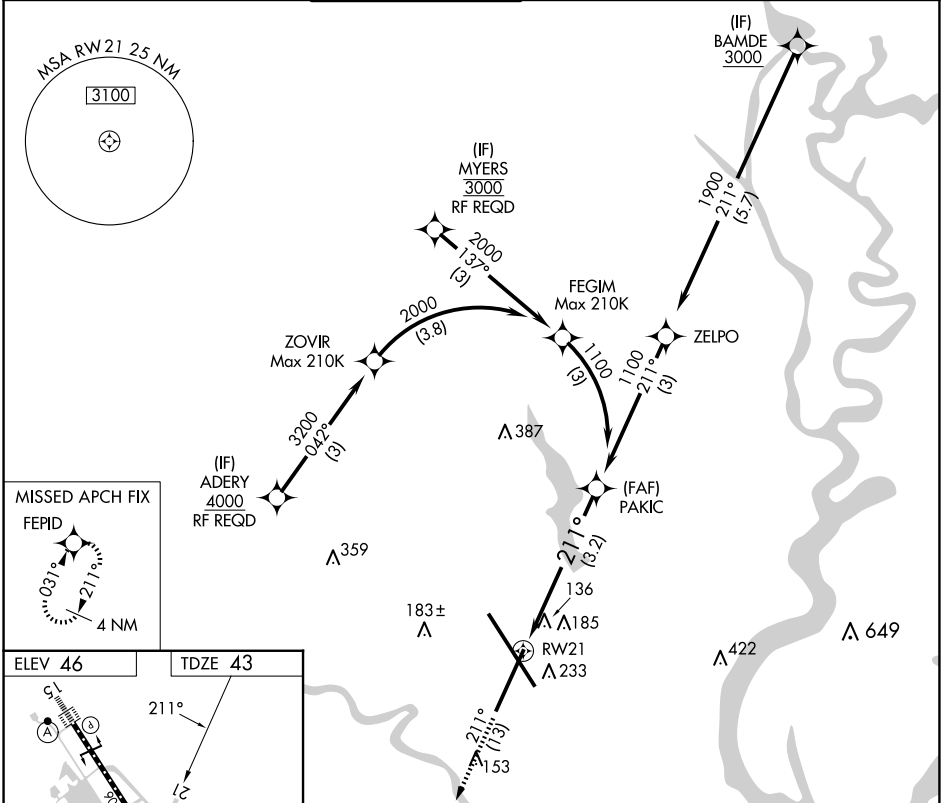 MSA RW 21 25 NM
3100
(IF)
BAMDE
3000
(IF)
MYERS
3000
RF REQD
1900
211°
(5.7)
2000
137°
(3)
FEGIM
Max 210K
2000
(3.8)
ZOVIR
Max 210K
ZELPO
1100
(3)
1100
211°
(3)
3200
042°
(3)
387
(IF)
ADERY
4000
RF REQD
(FAF)
PAKIC
MISSED APCH FIX
FEPID
031°
211°
4 NM
359
211°
(3.2)
136
183±
185
RW21
233
422
649
211°
(13)
153
ELEV 46
TDZE 43
15
A
P
211°
21